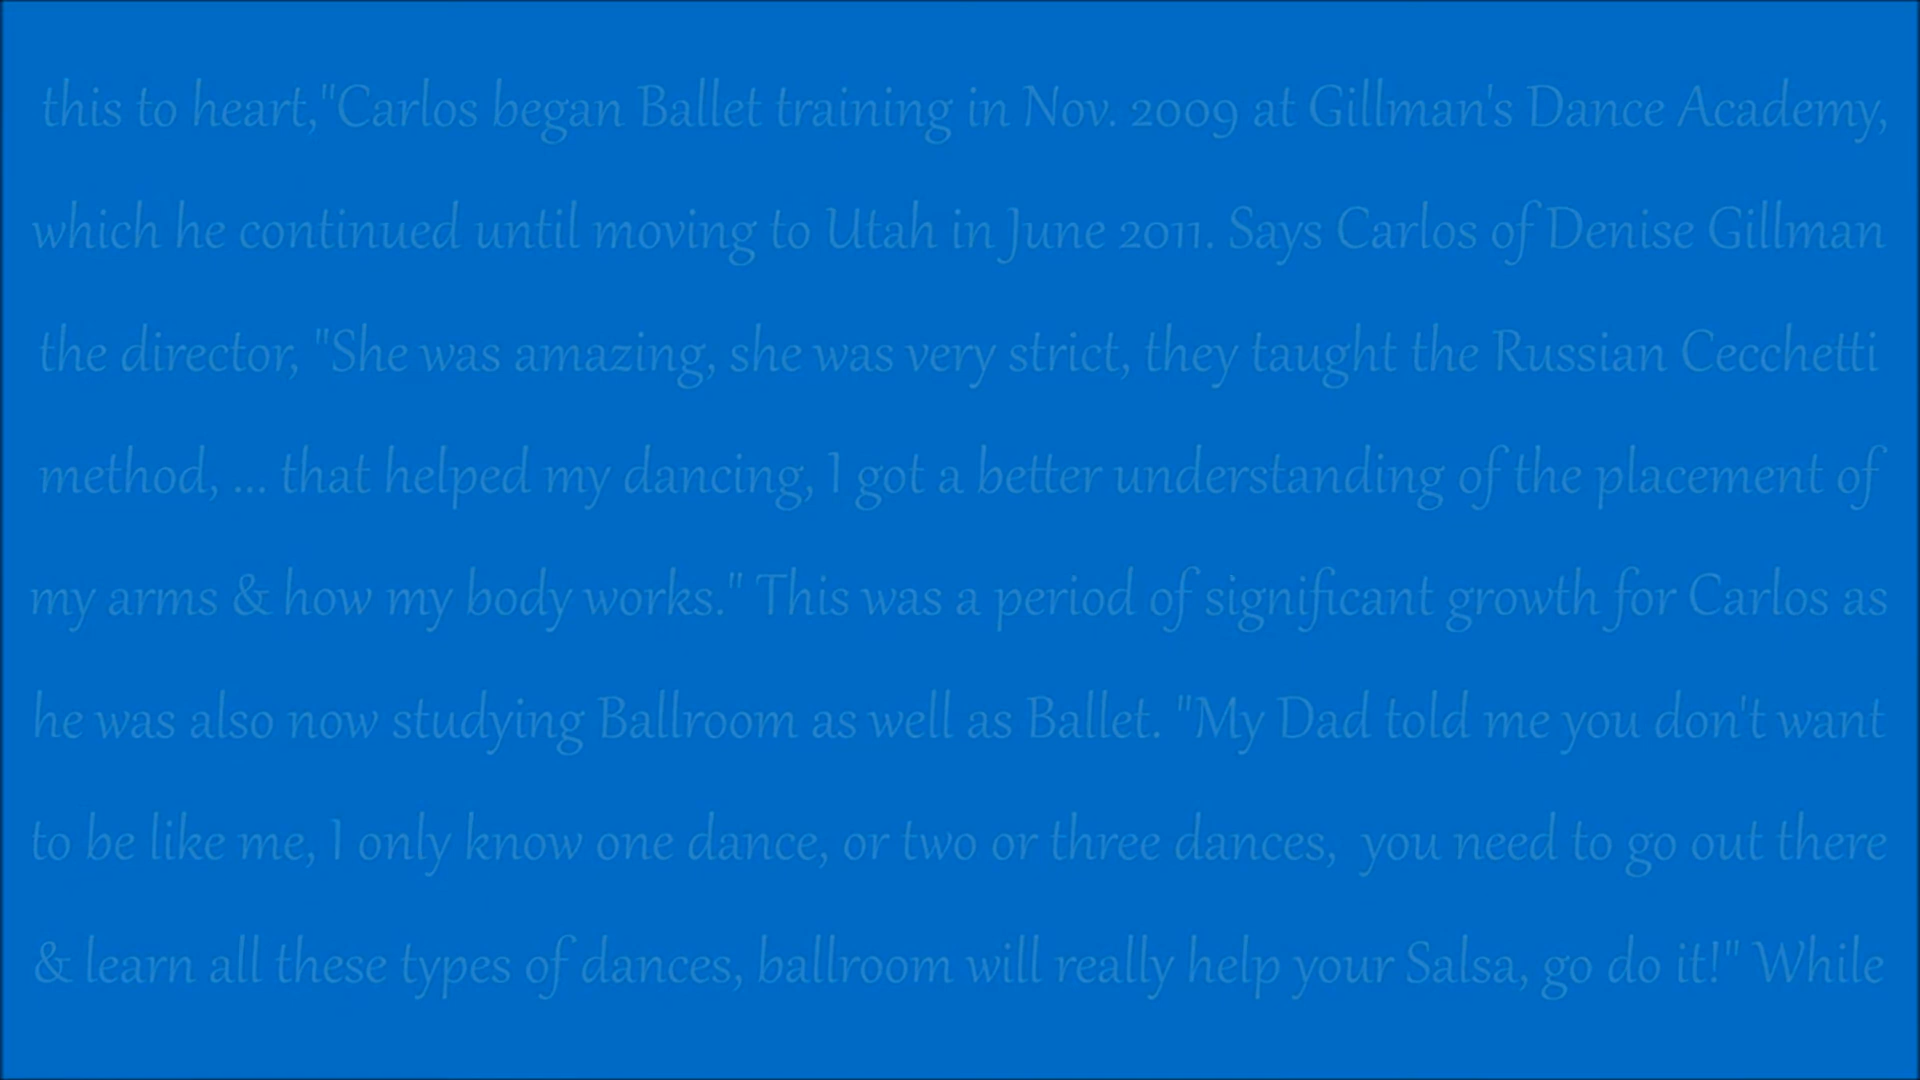 this to heart,"Carlos began Ballet training in Nov. 2009 at Gillman's Dance Academy,
which he continued until moving to Utah in June 2011. Says Carlos of Denise Gillman
the director, "She was amazing, she was very strict, they taught the Russian Cecchetti
method, ... that helped my dancing, I got a better understanding of the placement of
my arms & how my body works." This was a period of significant growth for Carlos as
he was also now studying Ballroom as well as Ballet. "My Dad told me you don't want
to be like me, I only know one dance, or two or three dances,  you need to go out there
& learn all these types of dances, ballroom will really help your Salsa, go do it!" While